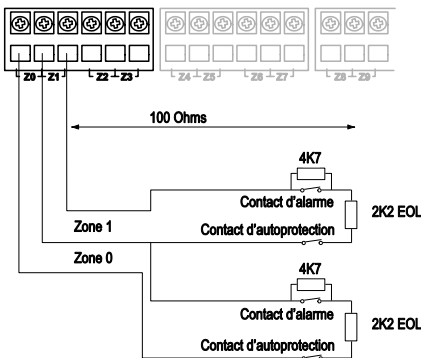 Z0 Z1 Z2 Z3 Z4 Z5 Z6 Z7 Z8 Z9
100 Ohms
4K7
Contact d'alarme
2K2 EOL
Zone 1
Contact d'autoprotection
Zone 0
4K7
Contact d'alarme
2K2 EOL
Contact d'autoprotection